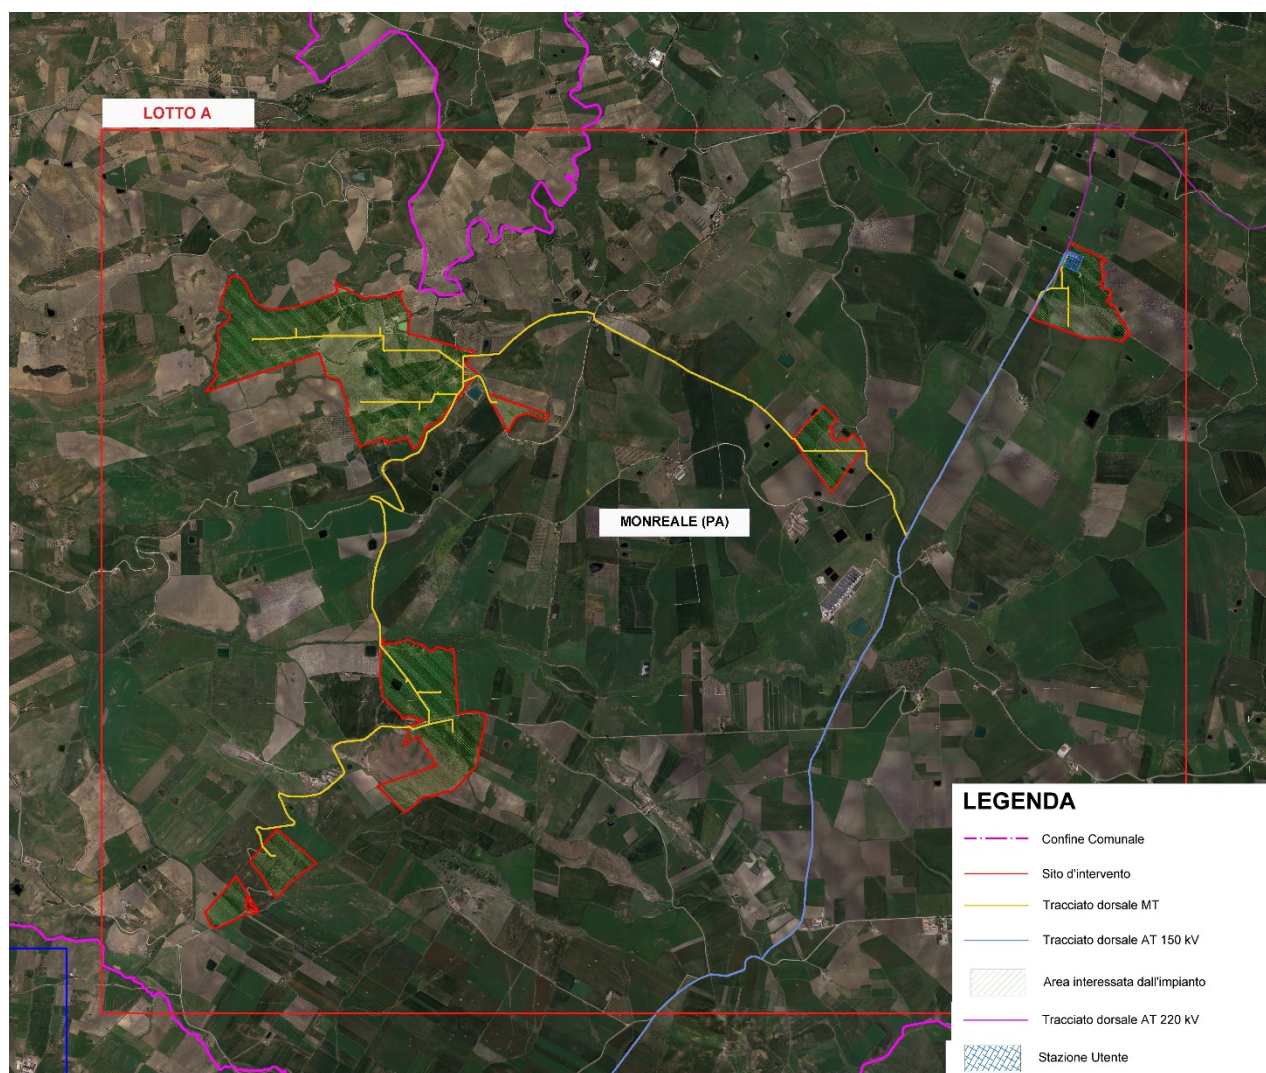 LOTTO A
MONREALE (PA)
LEGENDA
Confine Comunale
Sito d'intervento
Tracciato dorsale MT
Tracciato dorsale AT 150 kV
Area interessata dall'impianto
Tracciato dorsale AT 220 kV
Stazione Utente